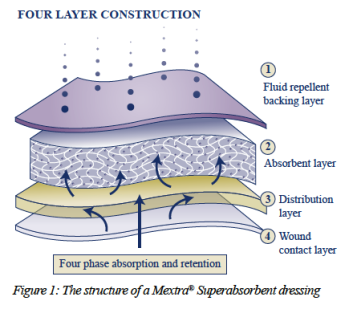 FOUR LAYER CONSTRUCTION
1
Fluid repellent
backing layer
2
Absorbent layer
3 Distribution
layer
4 Wound
contact layer
Four phase absorption and retention
Figure 1: The structure of a Mextra® Superabsorbent dressing